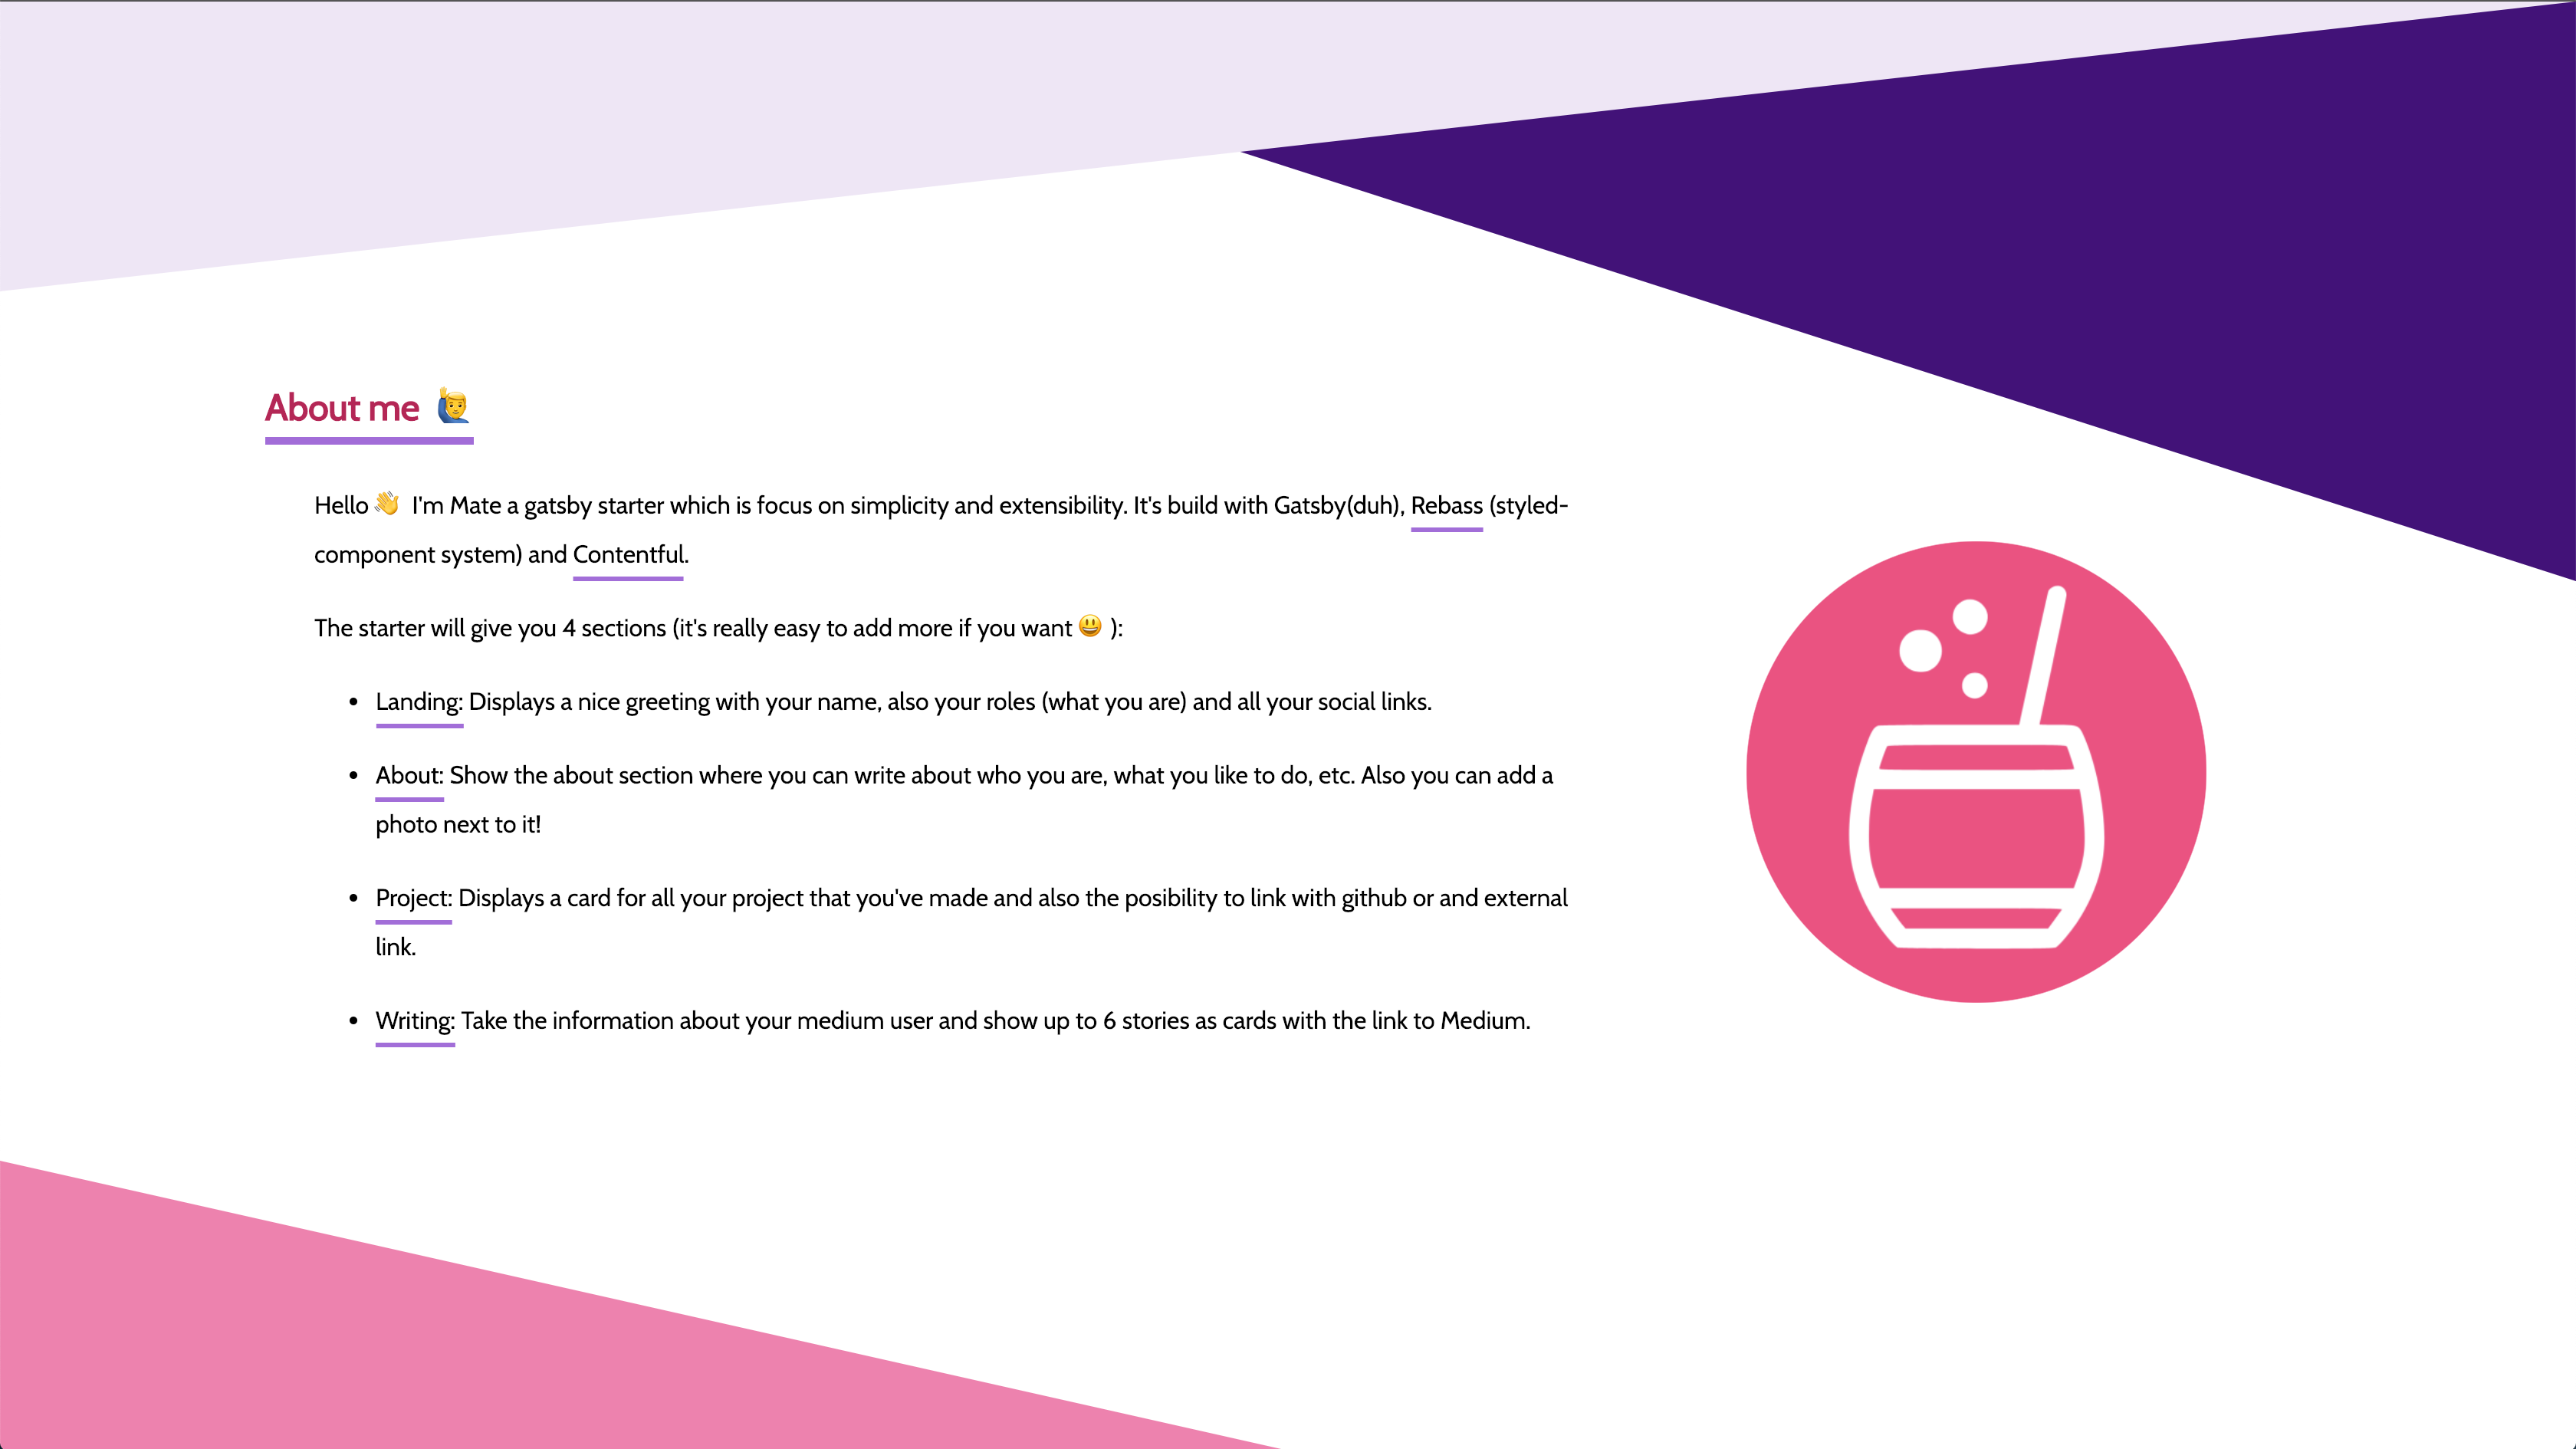 About me 🙋‍♂️
Hello 👋 I'm Mate a gatsby starter which is focus on simplicity and extensibility. It's build with Gatsby(duh), Rebass (styled-
component system) and Contentful.
The starter will give you 4 sections (it's really easy to add more if you want 😃 ):
• Landing: Displays a nice greeting with your name, also your roles (what you are) and all your social links.
• About: Show the about section where you can write about who you are, what you like to do, etc. Also you can add a
photo next to it!
• Project: Displays a card for all your project that you've made and also the posibility to link with github or and external
link.
• Writing: Take the information about your medium user and show up to 6 stories as cards with the link to Medium.